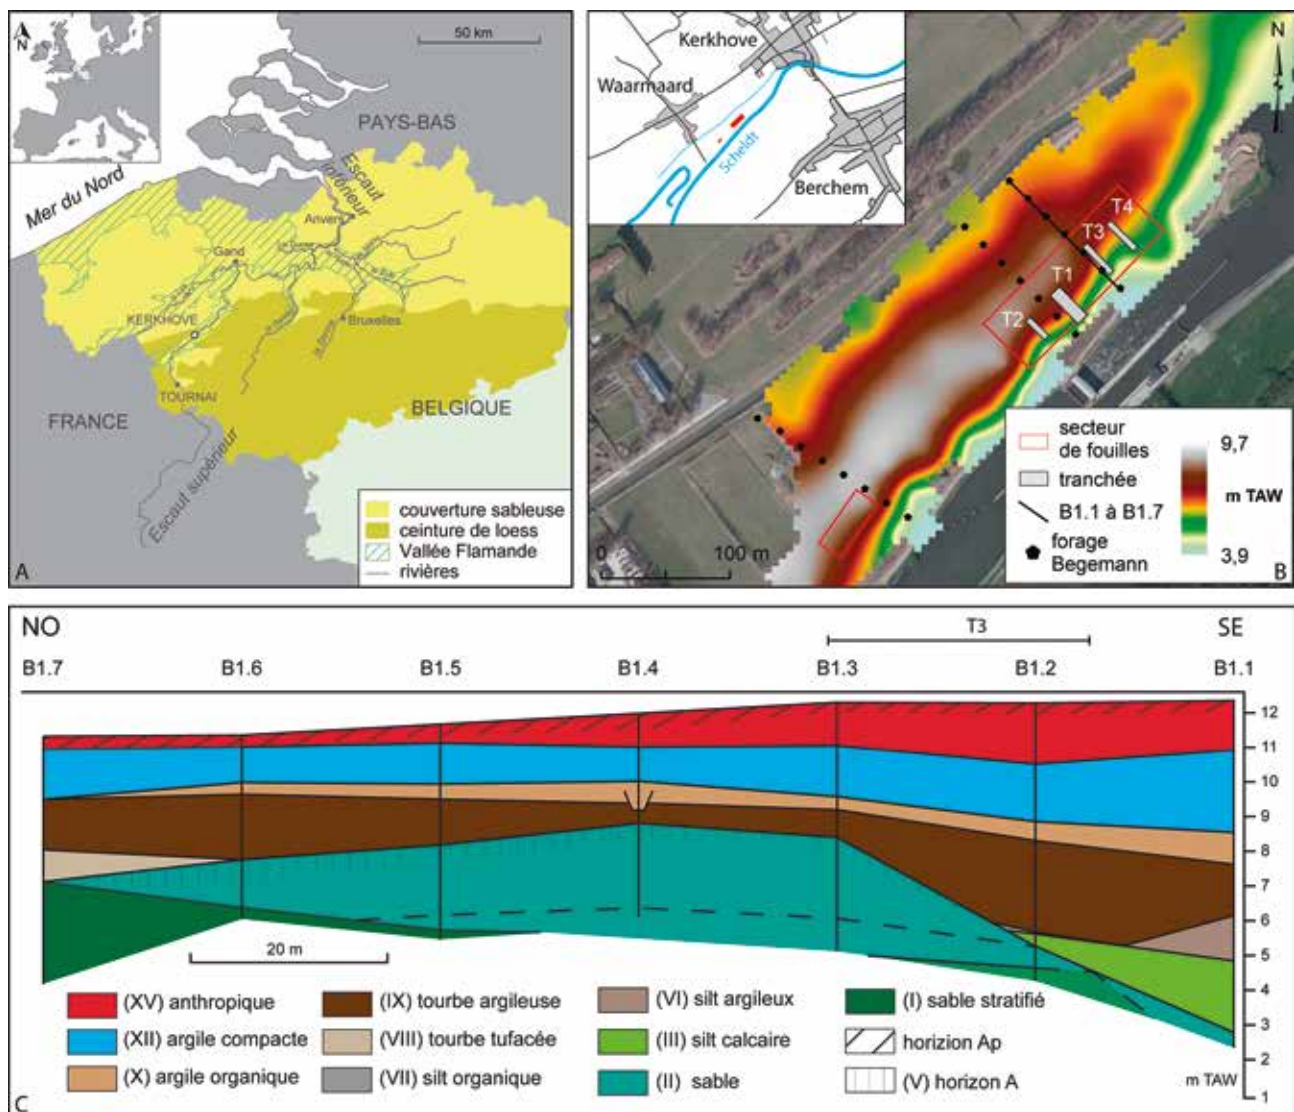 N
50 km
PAYS-BAS
Mer du Nord
Escaut
inférieur
Anvers
Gand
KERKHOVE
Bruxelles
TOURNAI
FRANCE
BELGIQUE
Escaut supérieur
couverture sableuse
ceinture de loess
Vallée Flamande
rivières
A
Kerkhove
Waarmaard
Scheldt
Berchem
N
T4
T3
T1
T2
0 100 m
secteur
de fouilles
tranchée
B1.1 à B1.7
forage
Begemann
9,7
m TAW
3,9
B
NO
T3
SE
B1.7 B1.6 B1.5 B1.4 B1.3 B1.2 B1.1
12
11
10
9
8
7
6
5
4
3
2
1
m TAW
20 m
(XV) anthropique
(XII) argile compacte
(X) argile organique
(IX) tourbe argileuse
(VIII) tourbe tufacée
(VII) silt organique
(VI) silt argileux
(III) silt calcaire
(II) sable
(I) sable stratifié
horizion Ap
(V) horizon A
C